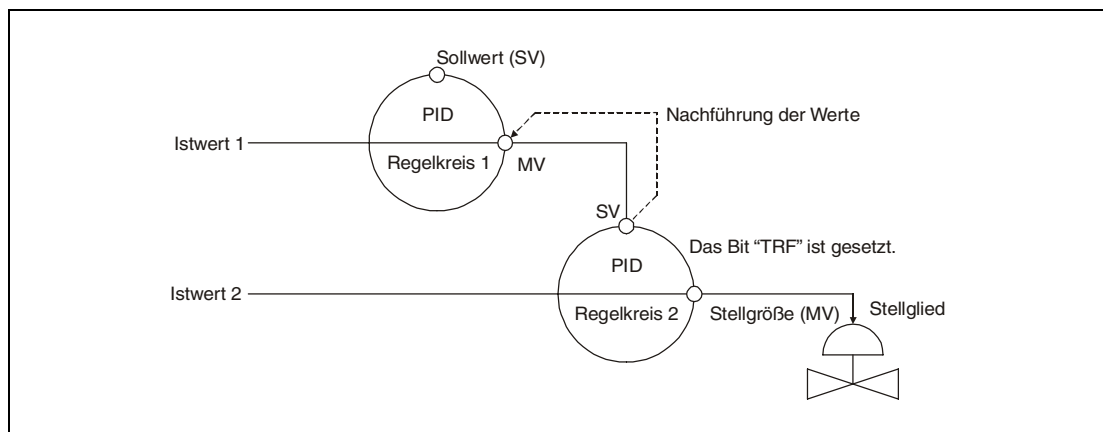 Sollwert (SV)
PID
Nachführung der Werte
Istwert 1
Regelkreis 1
MV
SV
Das Bit “TRF” ist gesetzt.
PID
Istwert 2
Regelkreis 2
Stellgröße (MV)
Stellglied